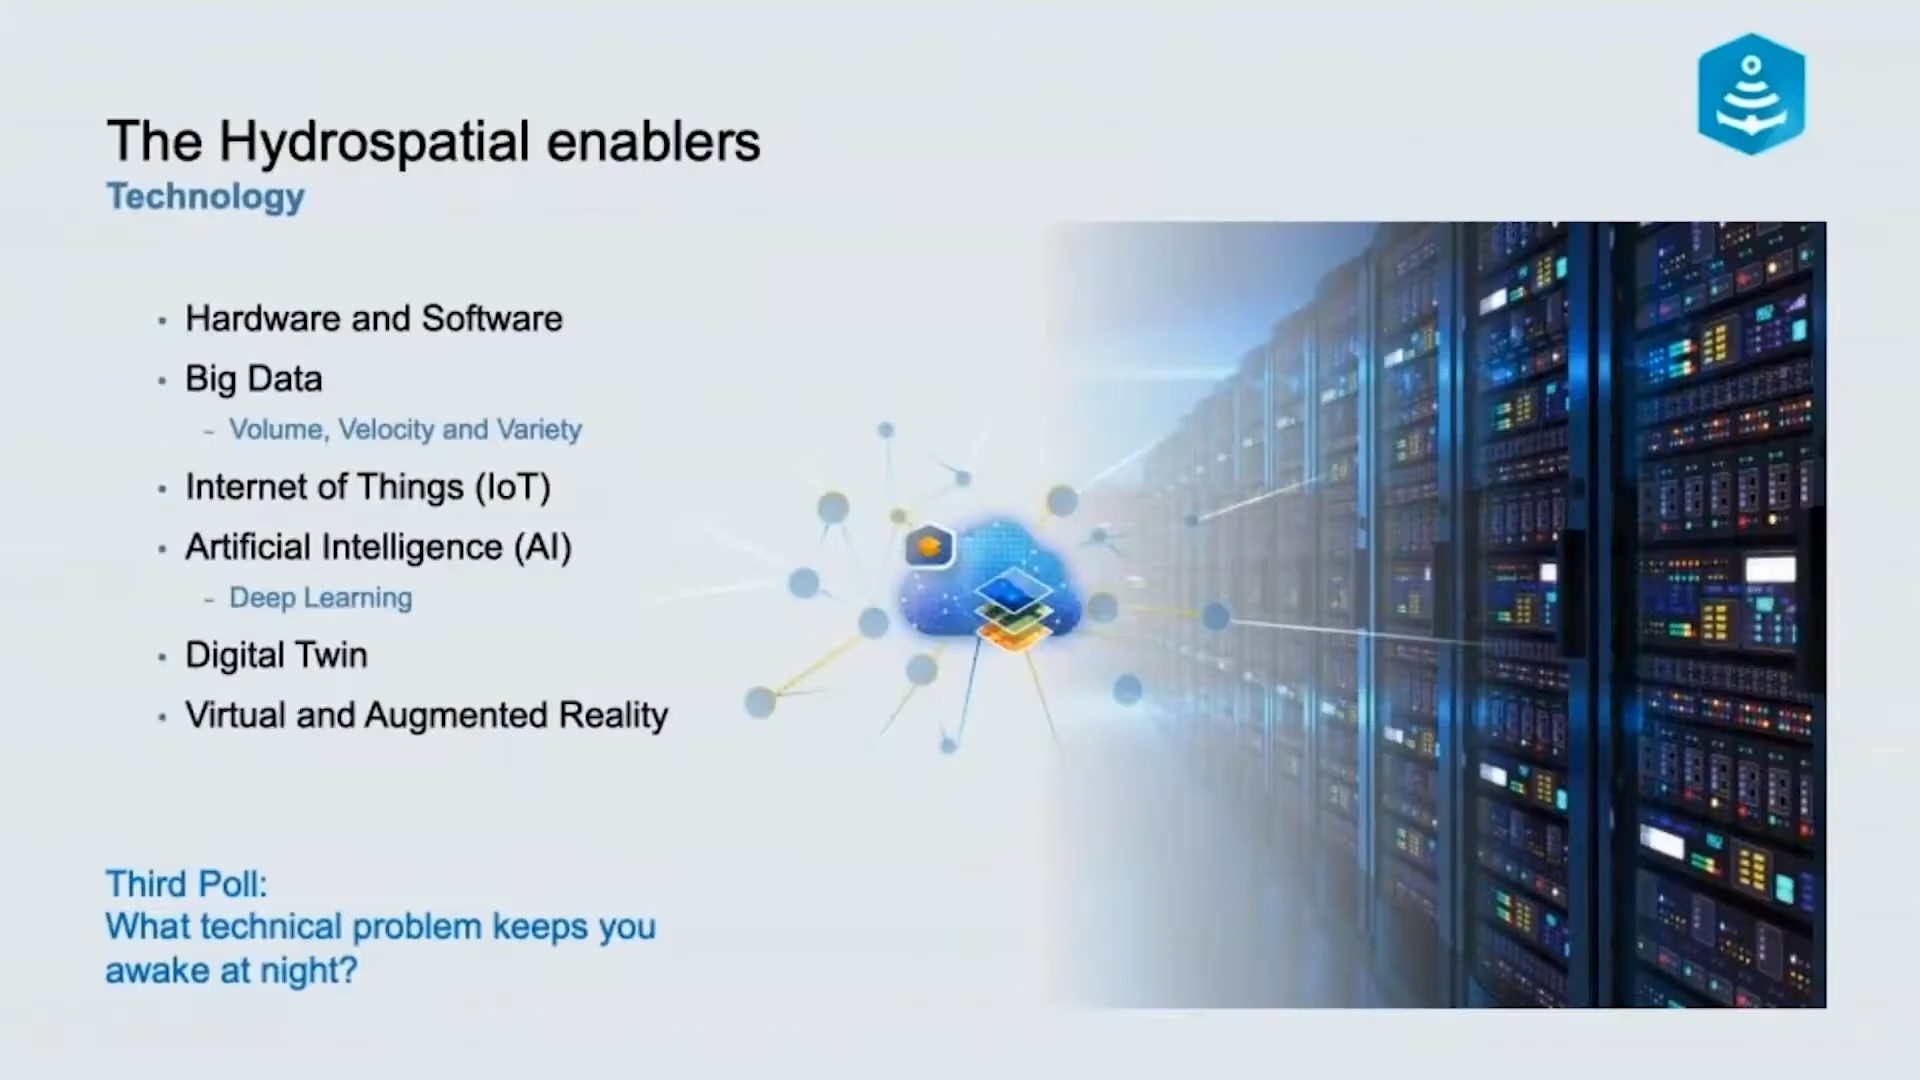 The Hydrospatial enablers
Technology
• Hardware and Software
• Big Data
– Volume, Velocity and Variety
• Internet of Things (IoT)
• Artificial Intelligence (AI)
– Deep Learning
• Digital Twin
• Virtual and Augmented Reality
Third Poll:
What technical problem keeps you
awake at night?